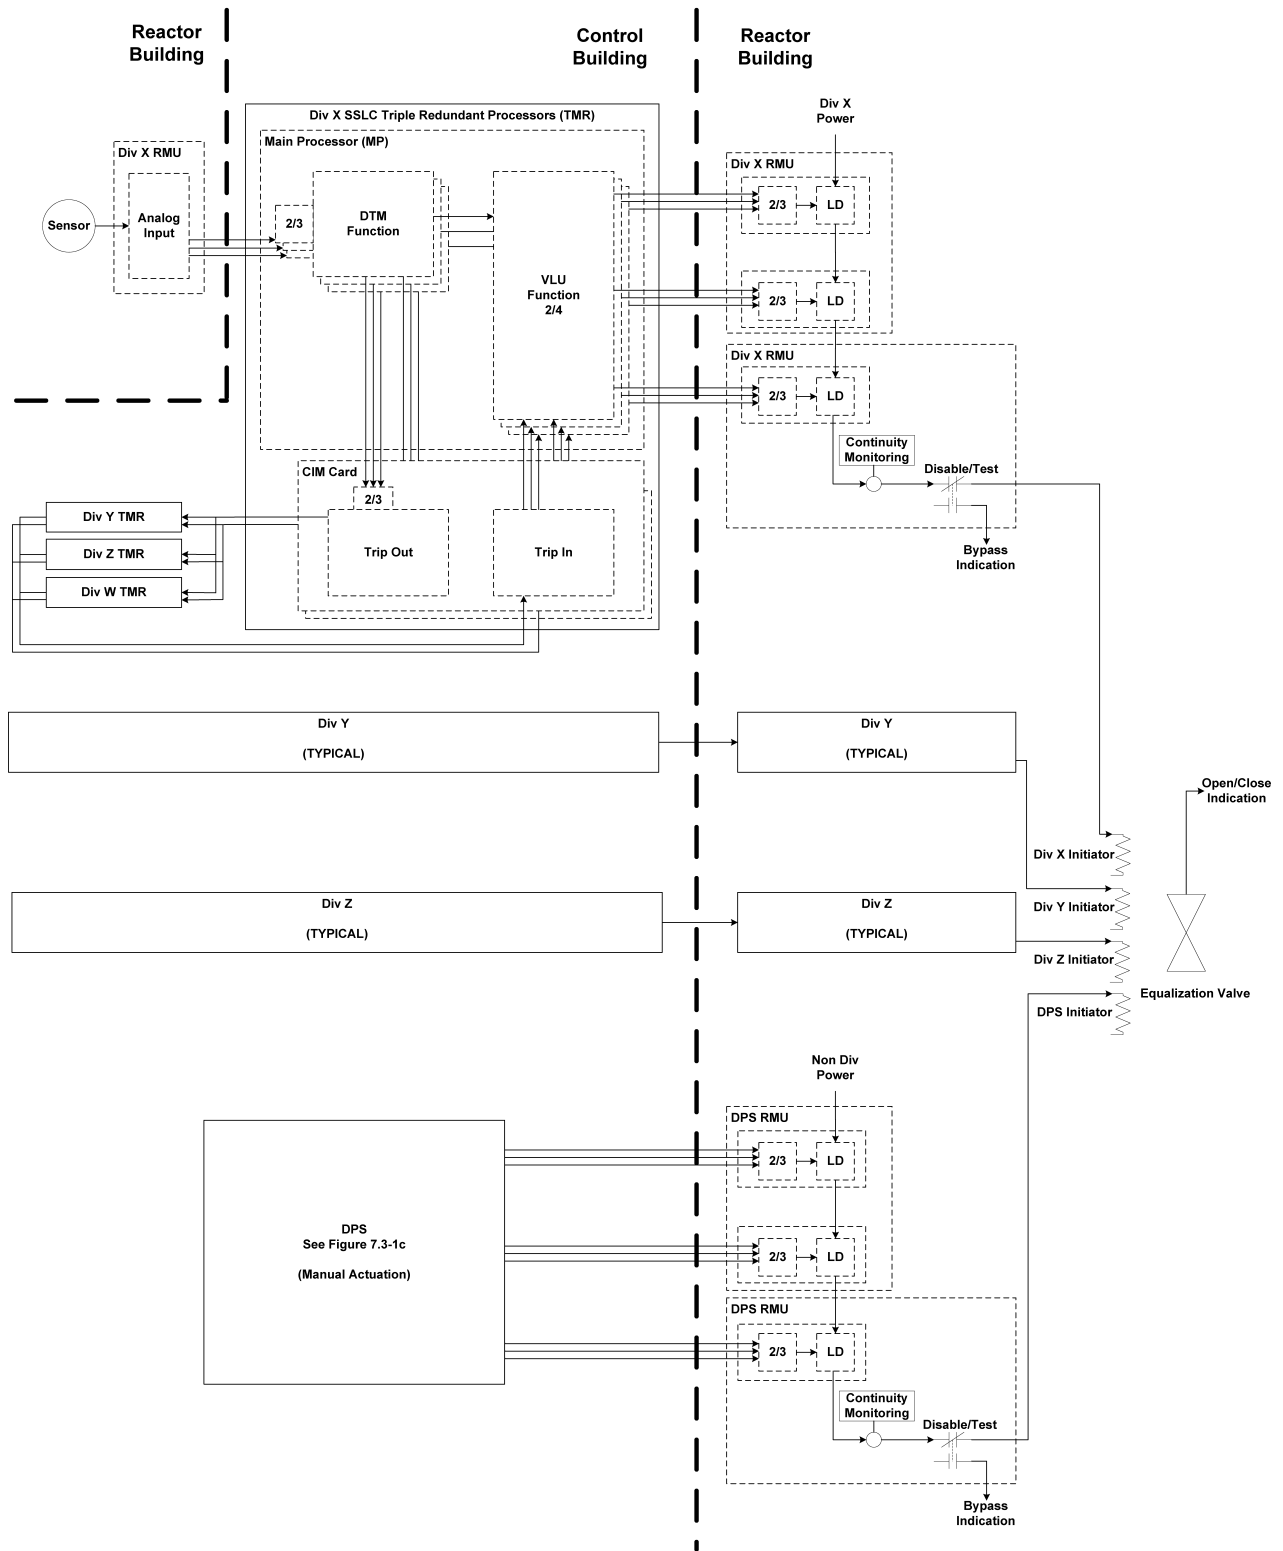 Reactor
Building
Control
Building
Reactor
Building
Div X
Power
Div X SSLC Triple Redundant Processors (TMR)
Main Processor (MP)
Div X RMU
Sensor
Analog
Input
2/3
DTM
Function
VLU
Function
2/4
Div X RMU
2/3
LD
2/3
LD
Div X RMU
2/3
LD
Continuity
Monitoring
Disable/Test
Bypass
Indication
CIM Card
2/3
Trip Out
Trip In
Div Y TMR
Div Z TMR
Div W TMR
Div Y
(TYPICAL)
Div Y
(TYPICAL)
Div Z
(TYPICAL)
Div Z
(TYPICAL)
Open/Close
Indication
Div X Initiator
Div Y Initiator
Div Z Initiator
DPS Initiator
Equalization Valve
Non Div
Power
DPS
See Figure 7.3-1c
(Manual Actuation)
DPS RMU
2/3
LD
2/3
LD
DPS RMU
2/3
LD
Continuity
Monitoring
Disable/Test
Bypass
Indication